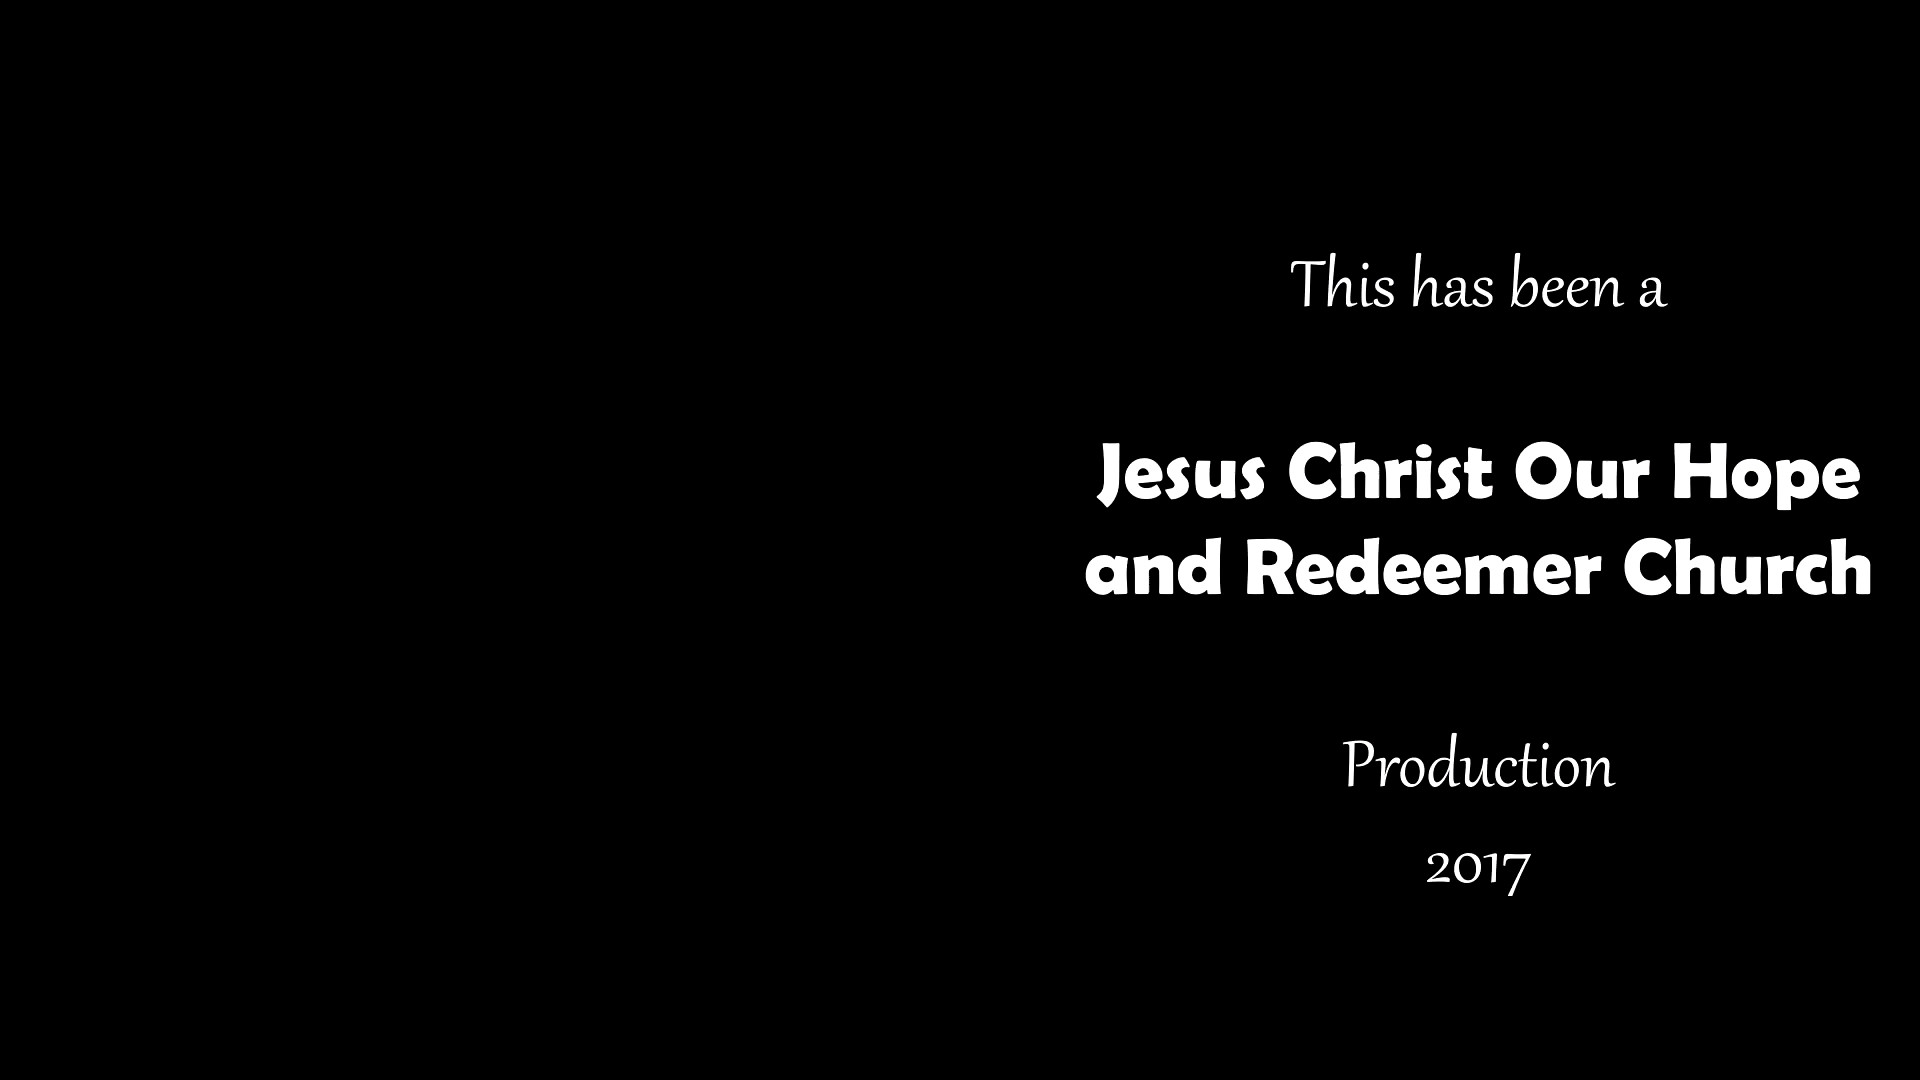 This has been a
Jesus Christ Our Hope
and Redeemer Church
Production
2017